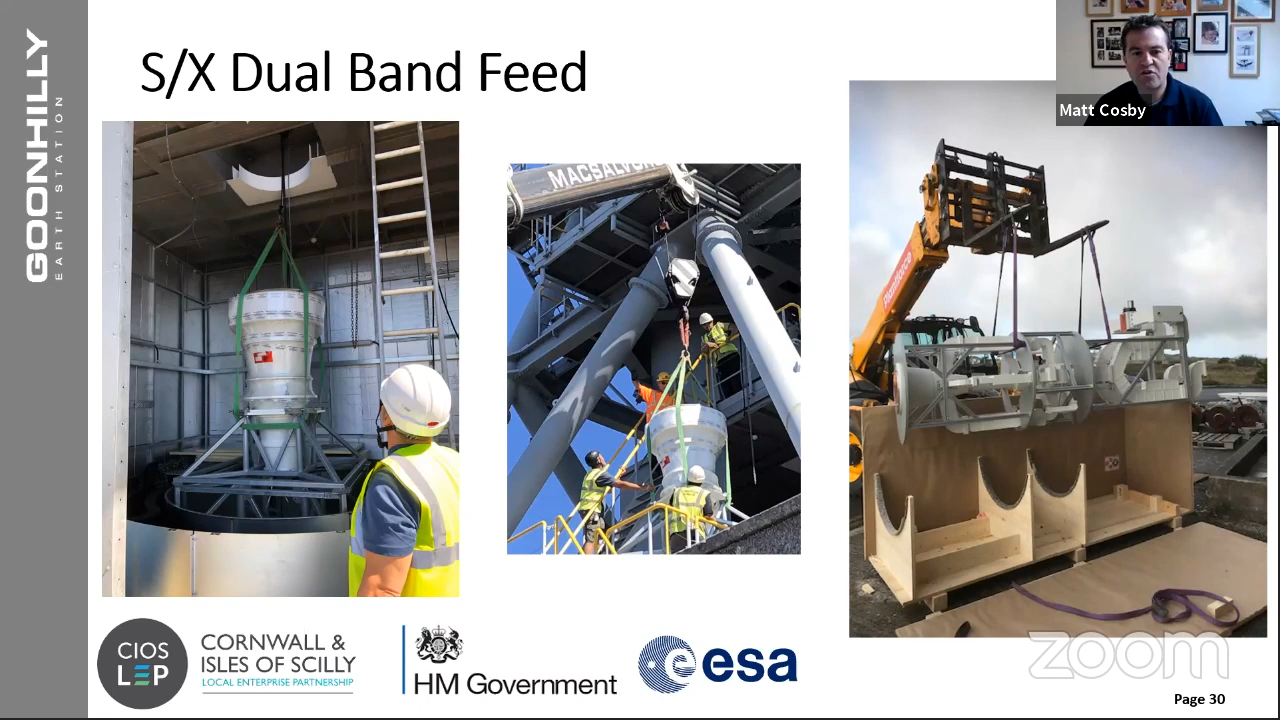 GOONHILLY
EARTH STATION
S/X Dual Band Feed
Matt Cosby
MACSALVORS
Plantforce
CIOS
LEP
CORNWALL &
ISLES OF SCILLY
LOCAL ENTERPRISE PARTNERSHIP
HM Government
esa
zoom
Page 30